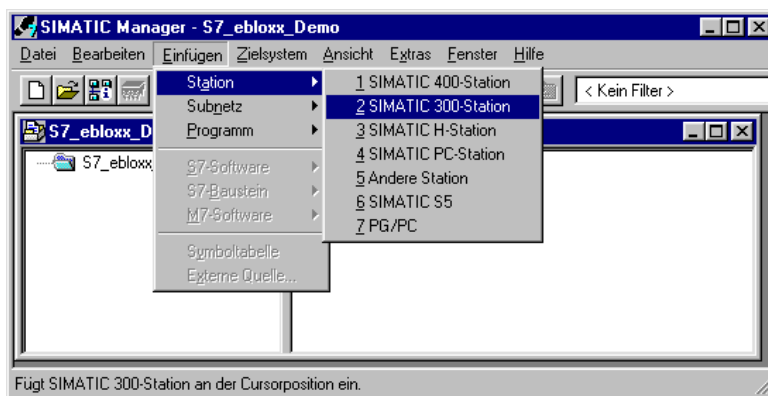 SIMATIC Manager - S7_ebloxx_Demo
Datei Bearbeiten Einfügen Zielsystem Ansicht Extras Fenster Hilfe
< Kein Filter >
Station
Subnetz
Programm
S7-Software
S7-Baustein
M7-Software
Symboltabelle
Externe Quelle...
1 SIMATIC 400-Station
2 SIMATIC 300-Station
3 SIMATIC H-Station
4 SIMATIC PC-Station
5 Andere Station
6 SIMATIC S5
7 PG/PC
S7_ebloxx_D
S7_ebloxx_
Fügt SIMATIC 300-Station an der Cursorposition ein.